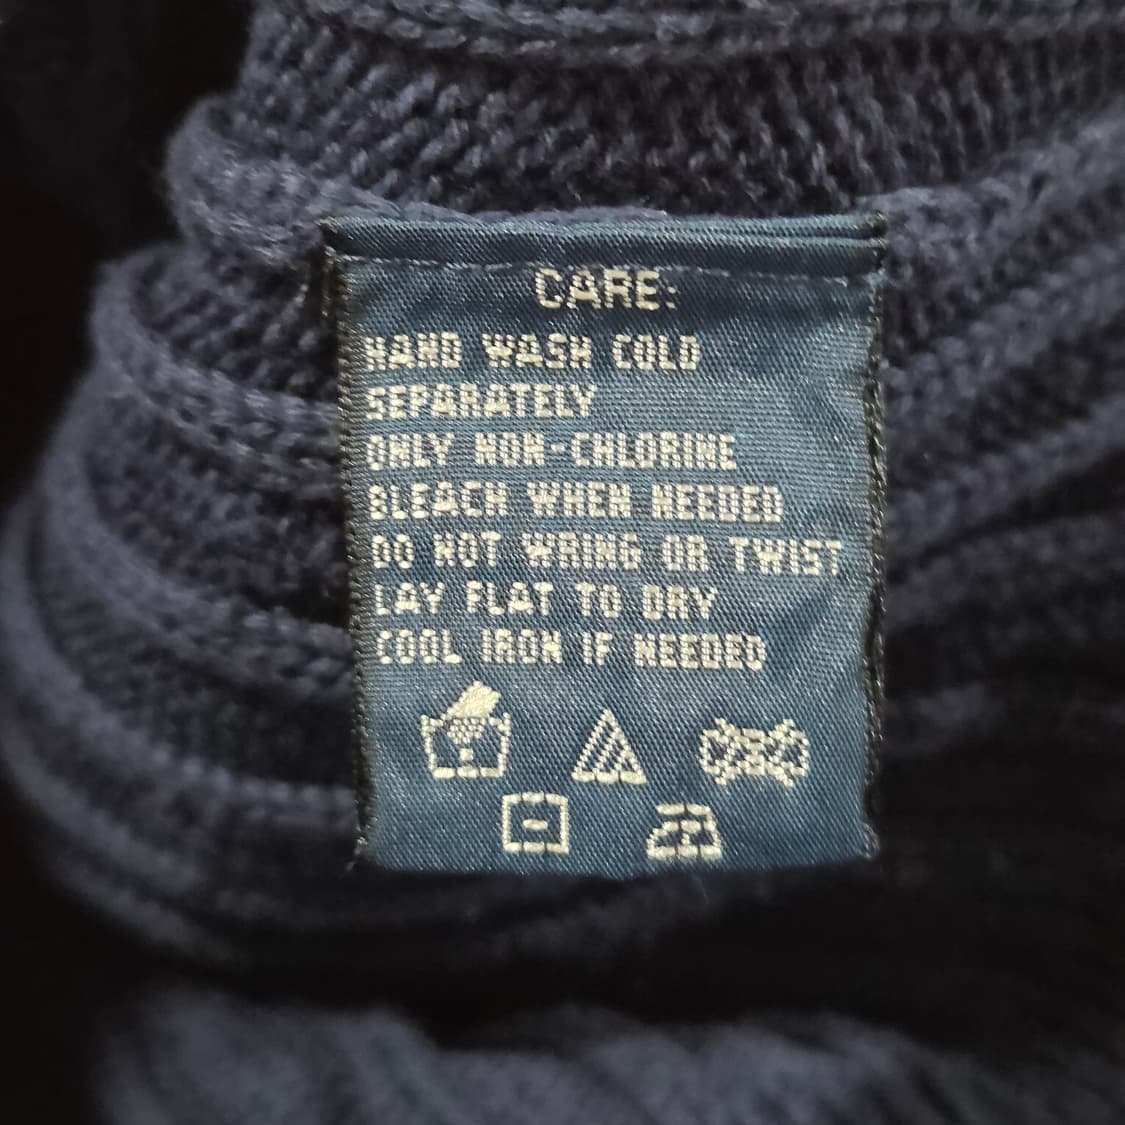 CARE:
HAND WASH COLD
SEPARATELY
ONLY NON-CHLORINE
BLEACH WHEN NEEDED
DO NOT WRING OR TWIST
LAY FLAT TO DRY
COOL IRON IF NEEDED